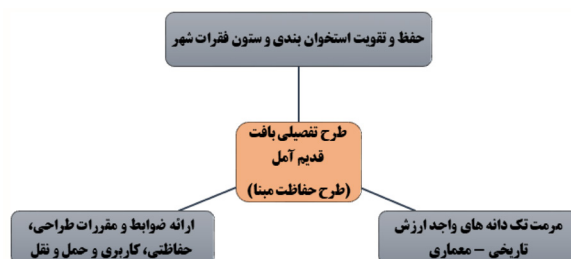 حفظ و تقویت استخوان بندی و ستون فقرات شهر
طرح تفصیلی بافت
قدیم آمل
(طرح حفاظت مبنا)
مرمت تک دانه های واجد ارزش
تاریخی – معماری
ارائه ضوابط و مقررات طراحی،
حفاظتی، کاربری و حمل و نقل